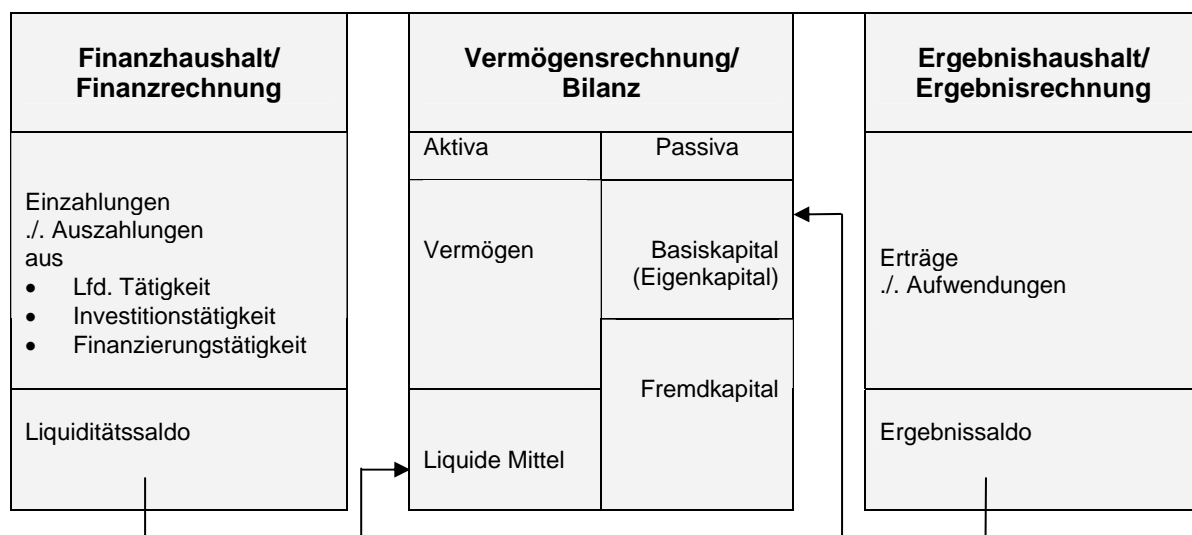 Finanzhaushalt/
Finanzrechnung
Einzahlungen
./. Auszahlungen
aus
• Lfd. Tätigkeit
• Investitionstätigkeit
• Finanzierungstätigkeit
Liquiditätssaldo
Vermögensrechnung/
Bilanz
Aktiva
Passiva
Vermögen
Basiskapital
(Eigenkapital)
Fremdkapital
Liquide Mittel
Ergebnishaushalt/
Ergebnisrechnung
Erträge
./. Aufwendungen
Ergebnissaldo